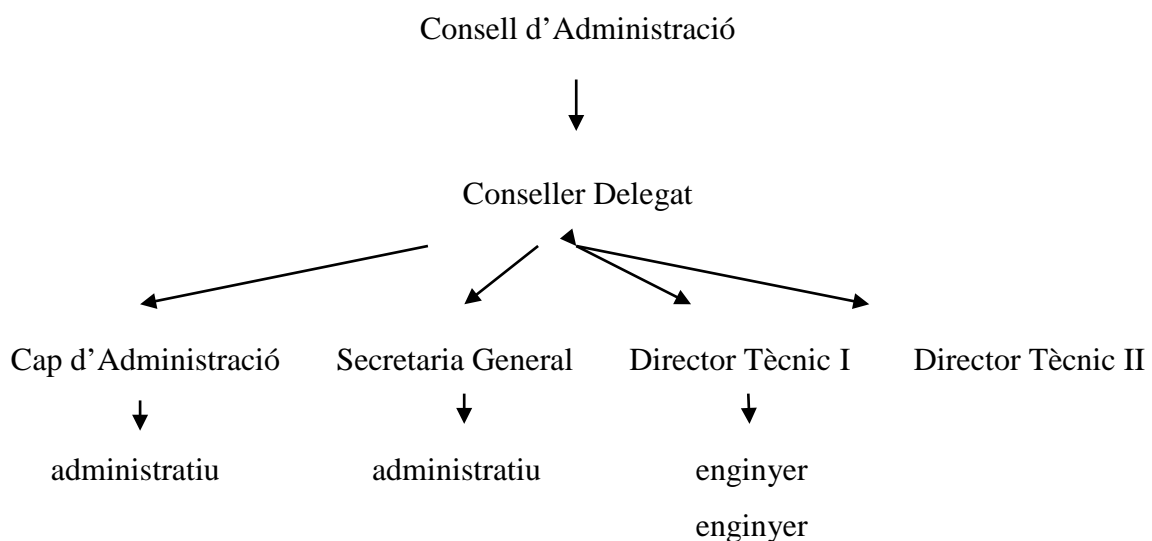 Consell d’Administració
Conseller Delegat
Cap d’Administració Secretaria General Director Tècnic I Director Tècnic II
administratiu administratiu enginyer
enginyer